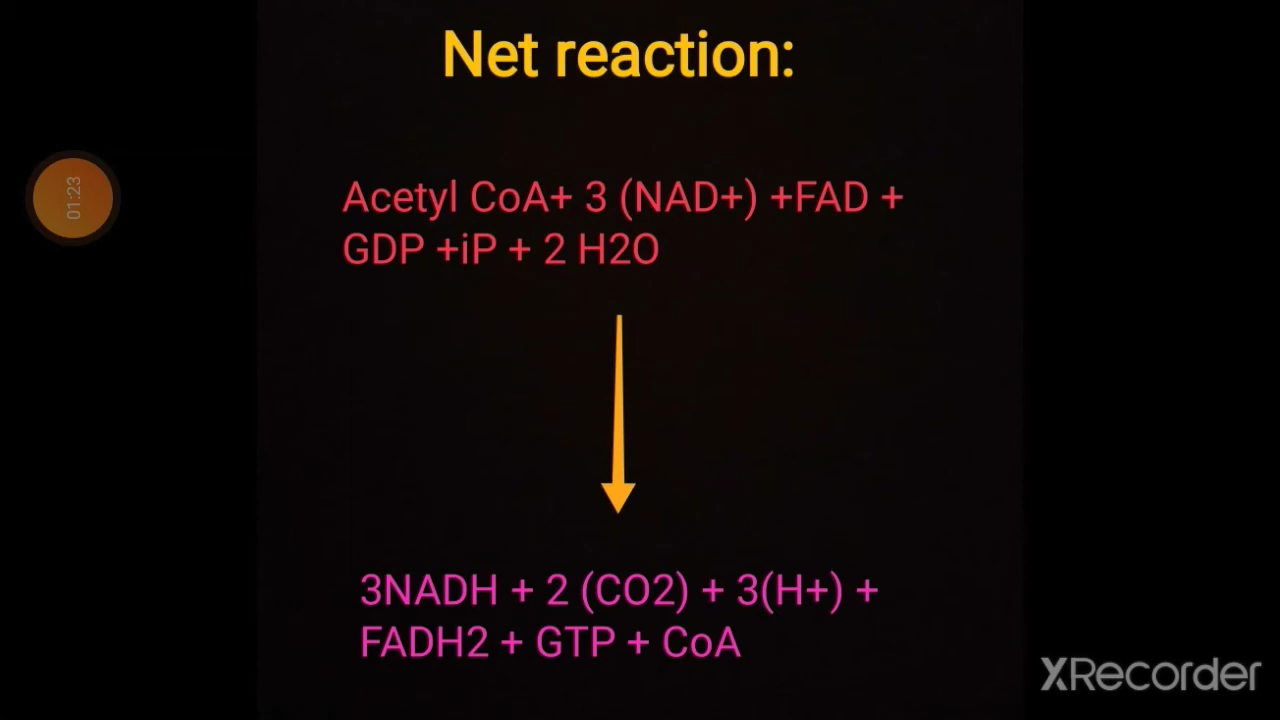 Net reaction:
01:23
Acetyl CoA+ 3 (NAD+) +FAD +
GDP +iP + 2 H2O
3NADH + 2 (CO2) + 3(H+) +
FADH2 + GTP + CoA
XRecorder